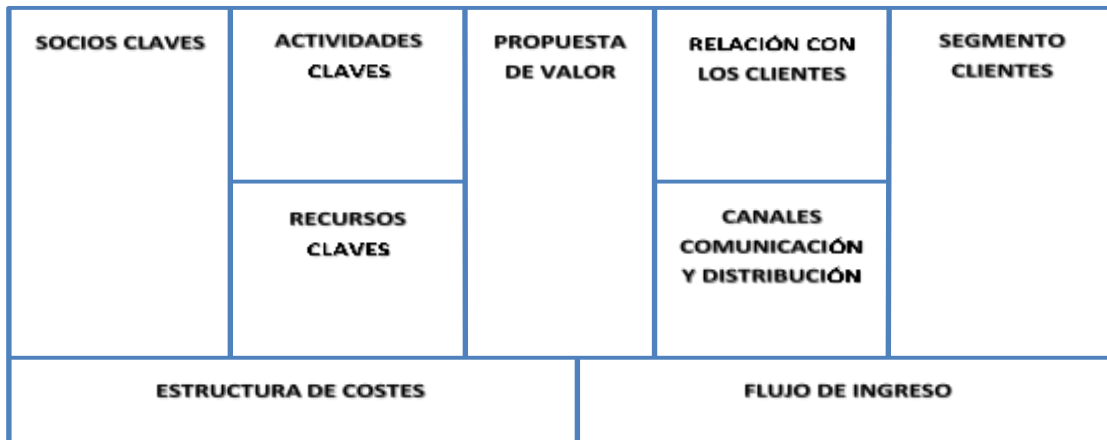 SOCIOS CLAVES
ACTIVIDADES
CLAVES
PROPUESTA
DE VALOR
RELACIÓN CON
LOS CLIENTES
SEGMENTO
CLIENTES
RECURSOS
CLAVES
CANALES
COMUNICACIÓN
Y DISTRIBUCIÓN
ESTRUCTURA DE COSTES
FLUJO DE INGRESO